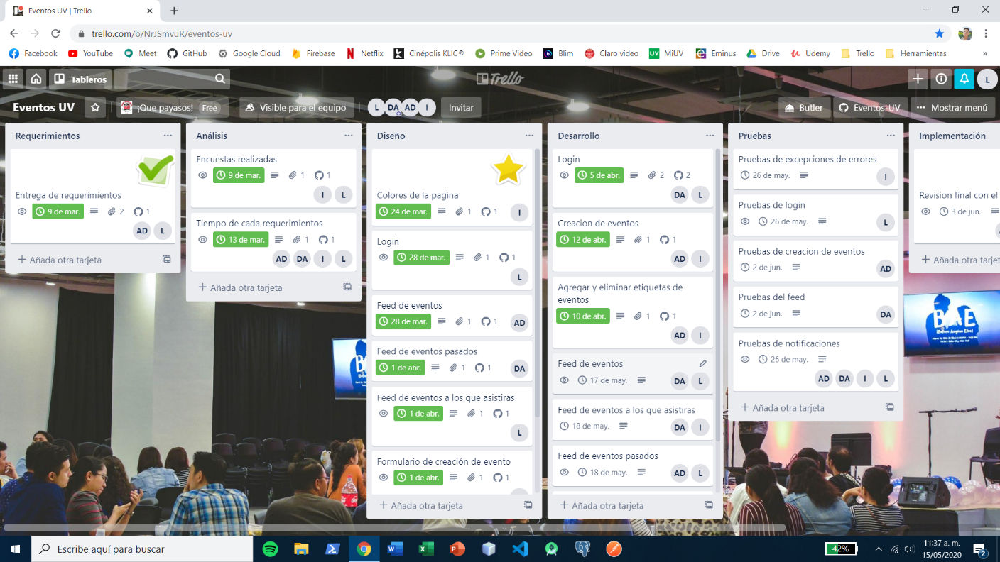 Eventos UV | Trello
trello.com/b/NrJSmvuR/eventos-uv
Facebook YouTube Meet GitHub Google Cloud Firebase Netflix Cinépolis KLIC® Prime Video Blim Claro video MiUV Eminus Drive Udemy Trello Herramientas »
Tableros Trello L
Eventos UV ¡Que payasos! Free Visible para el equipo L DA AD I Invitar Butler Eventos-UV Mostrar menú
Requerimientos
Entrega de requerimientos
9 de mar. 2 1
AD L
Añada otra tarjeta
Análisis
Encuestas realizadas
9 de mar. 1 1
I L
Tiempo de cada requerimientos
13 de mar. 1 1
AD DA I L
Añada otra tarjeta
Diseño
Colores de la pagina
24 de mar. 1 1
I
Login
28 de mar. 1 1
L
Feed de eventos
28 de mar. 1 1
AD
Feed de eventos pasados
1 de abr. 1 1
DA
Feed de eventos a los que asistiras
1 de abr. 1 1
L
Formulario de creación de evento
1 de abr. 1 1
Añada otra tarjeta
Desarrollo
Login
5 de abr. 2 2
DA L
Creacion de eventos
12 de abr. 1 1
AD I
Agregar y eliminar etiquetas de
eventos
10 de abr. 1 1
AD I
Feed de eventos
17 de may.
DA L
Feed de eventos a los que asistiras
18 de may.
DA I
Feed de eventos pasados
18 de may.
AD L
Añada otra tarjeta
Pruebas
Pruebas de excepciones de errores
26 de may.
I
Pruebas de login
26 de may.
L
Pruebas de creacion de eventos
2 de jun.
AD
Pruebas del feed
2 de jun.
DA
Pruebas de notificaciones
26 de may.
AD DA I L
Añada otra tarjeta
Implementación
Revision final con el
3 de jun.
Añada otra tarjet
Escribe aquí para buscar
42%
11:37 a. m.
15/05/2020
2